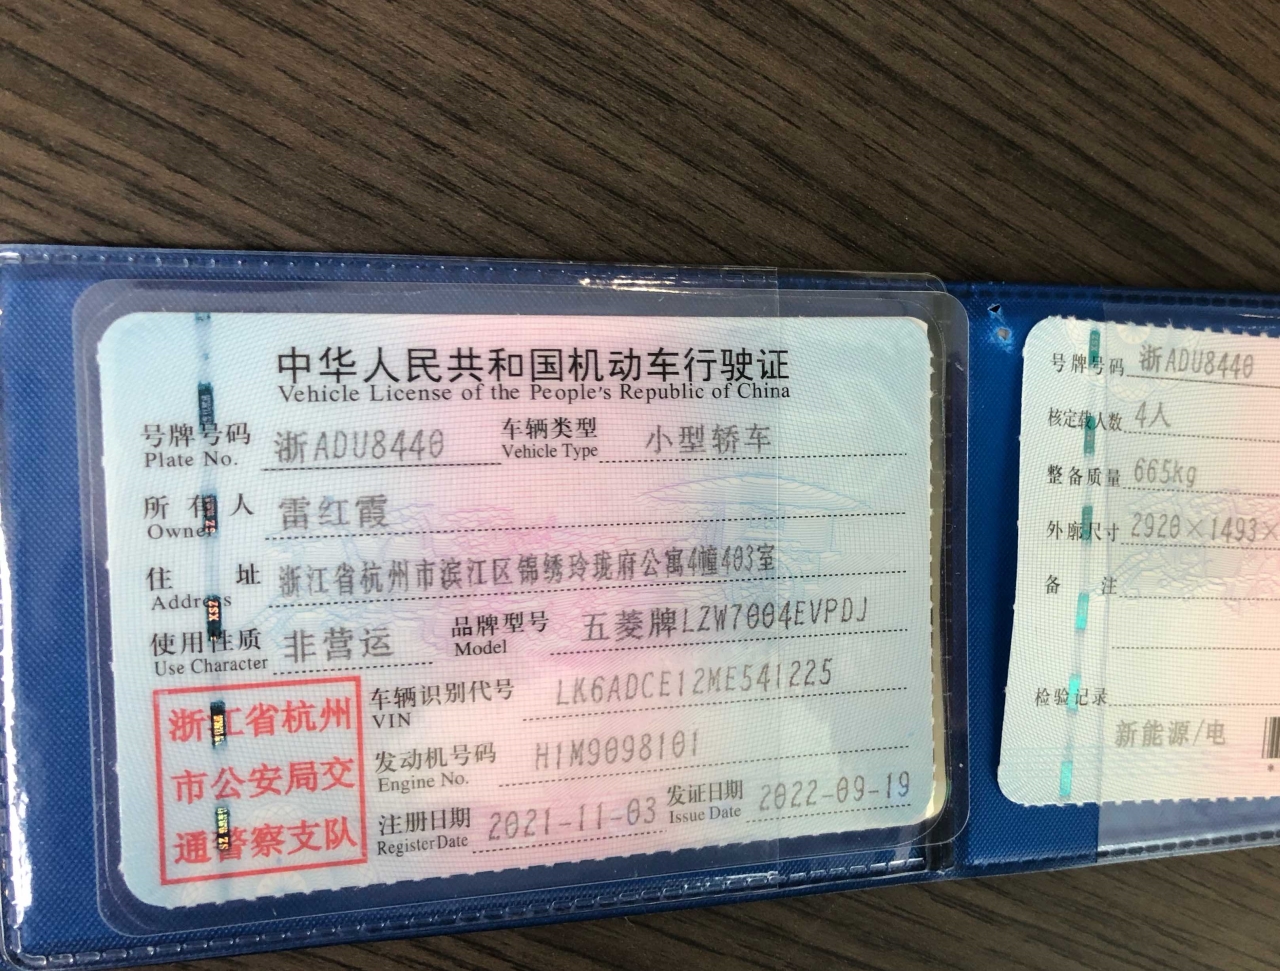 中华人民共和国机动车行驶证
Vehicle License of the People's Republic of China
号牌号码 浙ADU8440 车辆类型 小型轿车
Plate No. Vehicle Type
所有人 雷红霞
Owner
住址 浙江省杭州市滨江区锦绣玲珑府公寓4幢403室
Address
使用性质 非营运 品牌型号 五菱牌LZW7004EVPDJ
Use Character Model
浙江省杭州
市公安局交
通警察支队
车辆识别代号 LK6ADCE12ME541225
VIN
发动机号码 H1M9098101
Engine No.
注册日期 2021-11-03 发证日期 2022-09-19
Register Date Issue Date
号牌号码 浙ADU8440
核定载人数 4人
整备质量 665kg
外廓尺寸 2920×1493×
备注
检验记录
新能源/电